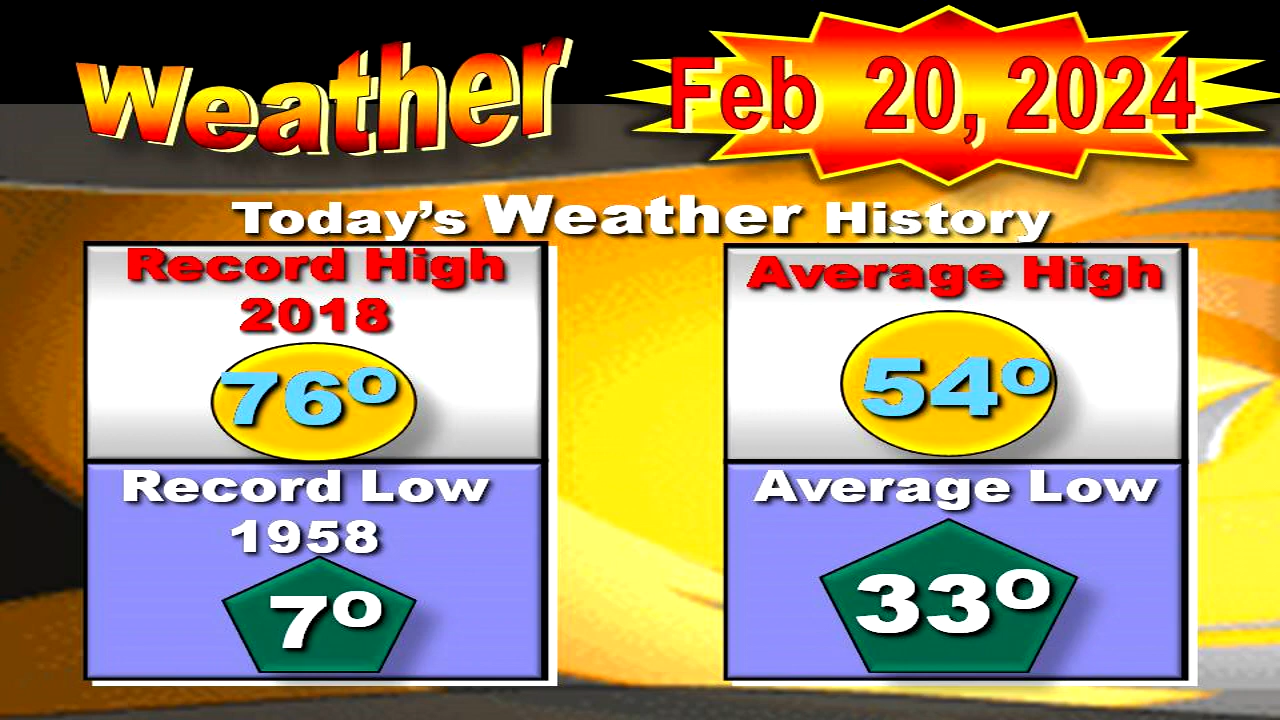 Weather
Feb 20, 2024
Today's Weather History
Record High
2018
76º
Average High
54º
Record Low
1958
7º
Average Low
33º